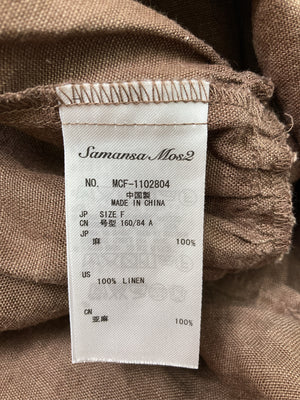 Samansa Mos2
NO. MCF-1102804
中国製
MADE IN CHINA
JP SIZE F
CN 号型 160/84 A
JP
麻 100%
US
100% LINEN
CN
亚麻 100%